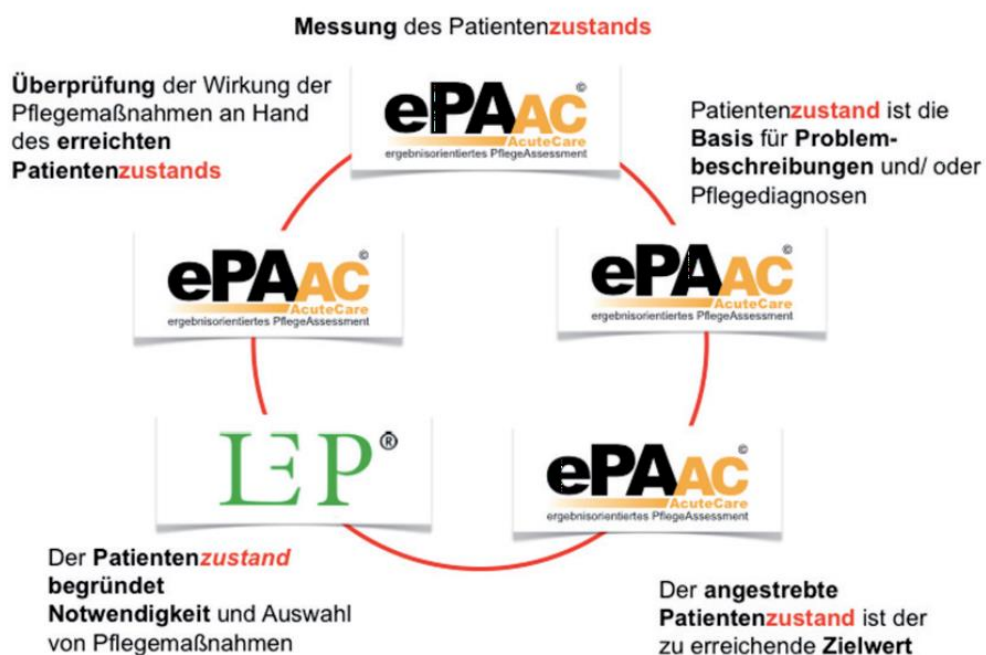 Messung des Patientenzustands
Überprüfung der Wirkung der
Pflegemaßnahmen an Hand
des erreichten
Patientenzustands
ePAAC©
AcuteCare
ergebnisorientiertes PflegeAssessment
Patientenzustand ist die
Basis für Problem-
beschreibungen und/ oder
Pflegediagnosen
ePAAC©
AcuteCare
ergebnisorientiertes PflegeAssessment
ePAAC©
AcuteCare
ergebnisorientiertes PflegeAssessment
LEP®
ePAAC©
AcuteCare
ergebnisorientiertes PflegeAssessment
Der Patientenzustand
begründet
Notwendigkeit und Auswahl
von Pflegemaßnahmen
Der angestrebte
Patientenzustand ist der
zu erreichende Zielwert